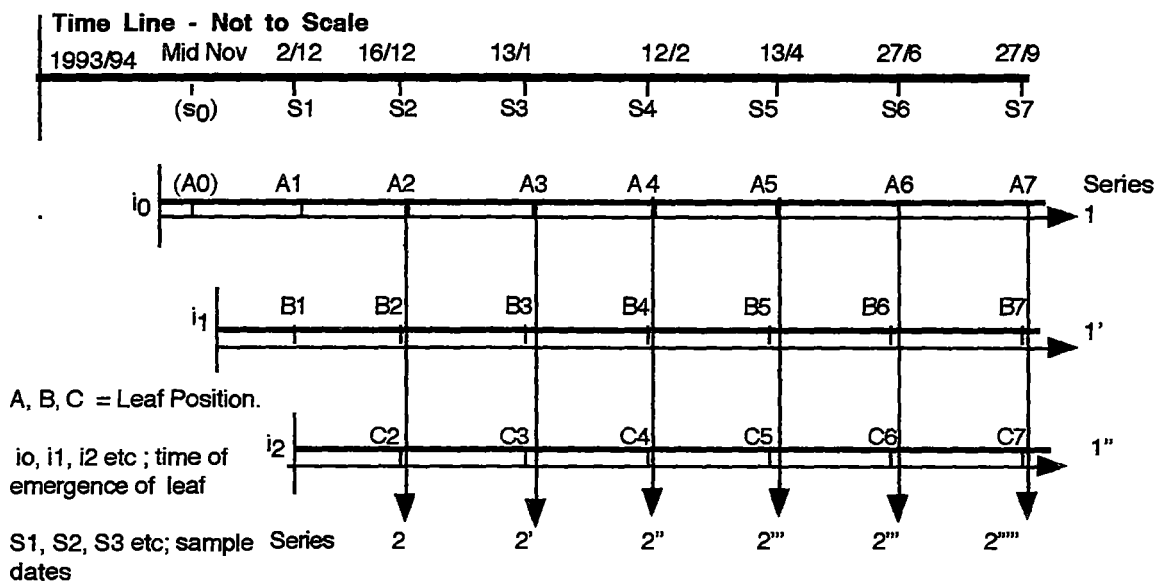 Time Line - Not to Scale
1993/94 Mid Nov 2/12 16/12 13/1 12/2 13/4 27/6 27/9
(s0) S1 S2 S3 S4 S5 S6 S7
i0 (A0) A1 A2 A3 A4 A5 A6 A7 Series
1
i1 B1 B2 B3 B4 B5 B6 B7
1'
A, B, C = Leaf Position.
i2 C2 C3 C4 C5 C6 C7 1"
io, i1, i2 etc ; time of
emergence of leaf
S1, S2, S3 etc; sample Series 2 2' 2" 2"' 2"' 2""'
dates